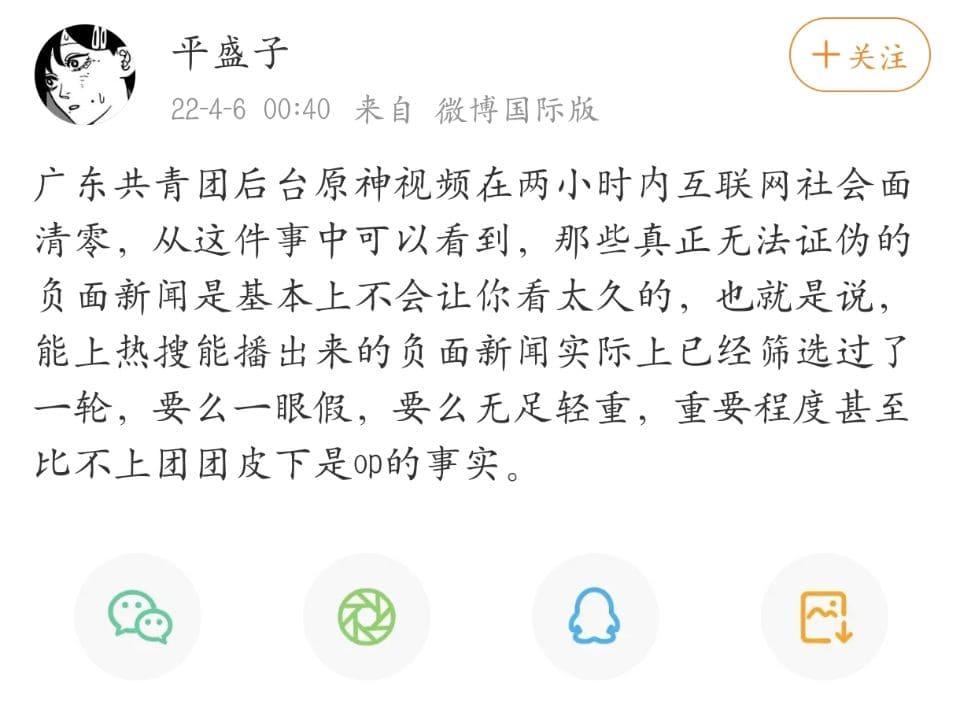 平盛子
+关注
22-4-6 00:40 来自 微博国际版
广东共青团后台原神视频在两小时内互联网社会面
清零，从这件事中可以看到，那些真正无法证伪的
负面新闻是基本上不会让你看太久的，也就是说，
能上热搜能播出来的负面新闻实际上已经筛选过了
一轮，要么一眼假，要么无足轻重，重要程度甚至
比不上团团皮下是op的事实。